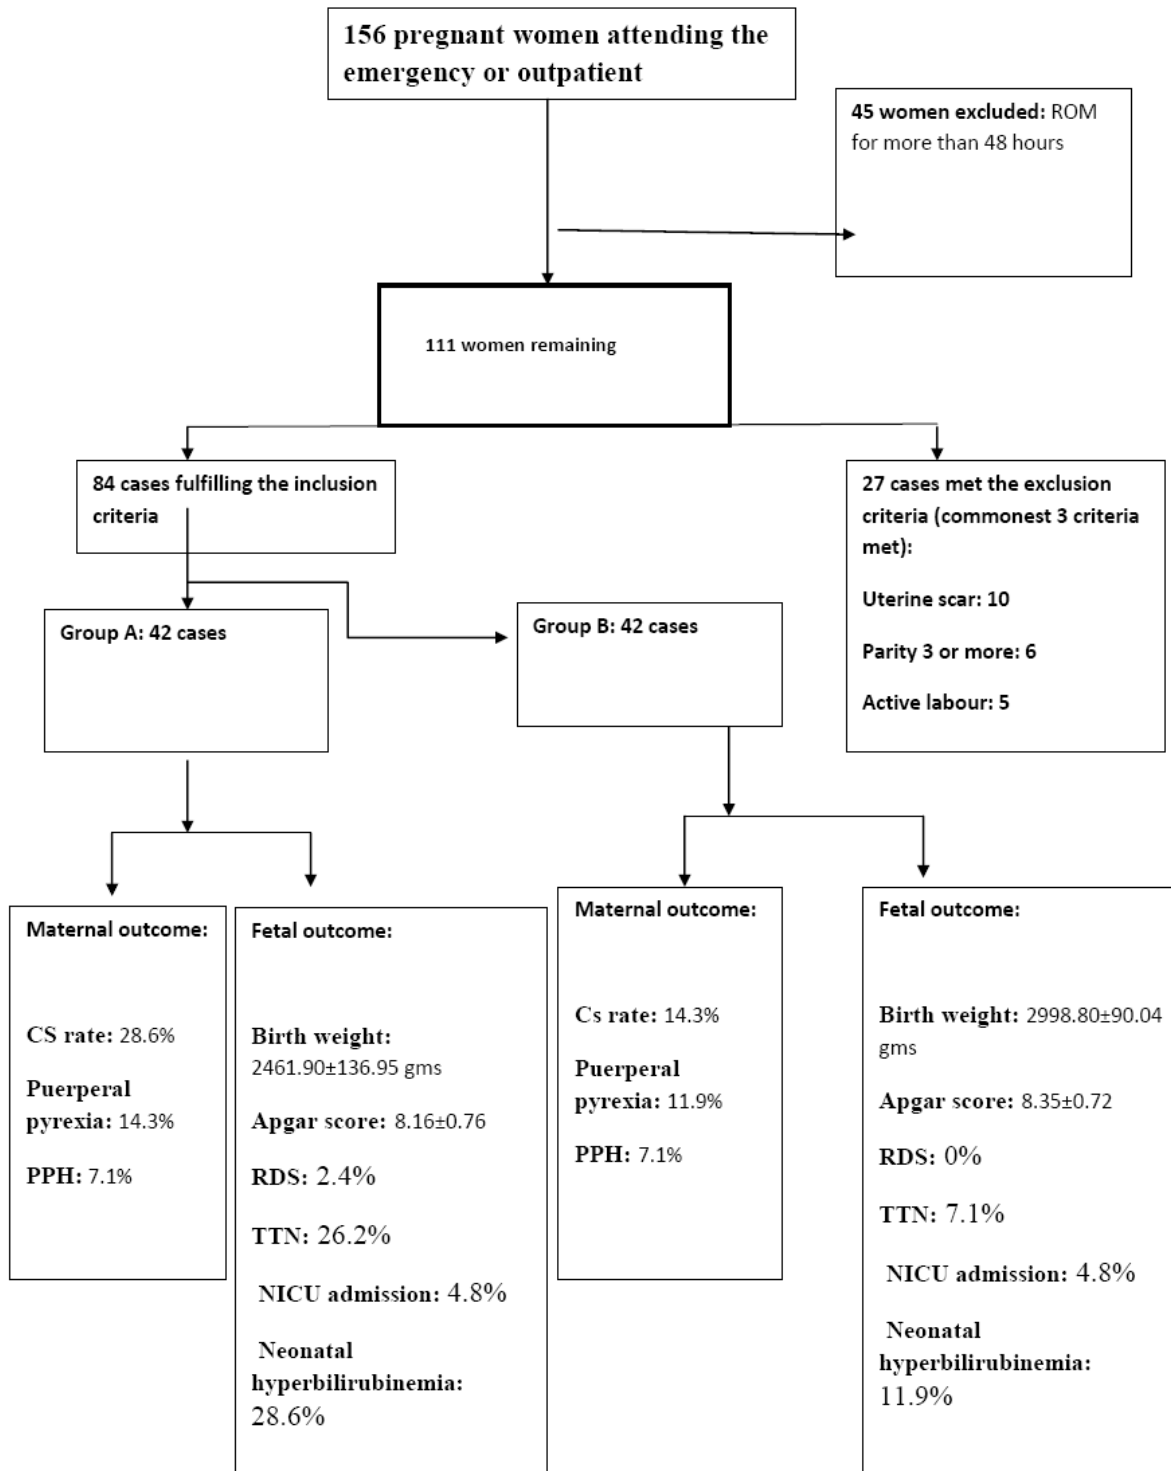 156 pregnant women attending the
emergency or outpatient
45 women excluded: ROM
for more than 48 hours
111 women remaining
84 cases fulfilling the inclusion
criteria
27 cases met the exclusion
criteria (commonest 3 criteria
met):
Uterine scar: 10
Parity 3 or more: 6
Active labour: 5
Group A: 42 cases
Group B: 42 cases
Maternal outcome:
CS rate: 28.6%
Puerperal
pyrexia: 14.3%
PPH: 7.1%
Fetal outcome:
Birth weight:
2461.90±136.95 gms
Apgar score: 8.16±0.76
RDS: 2.4%
TTN: 26.2%
NICU admission: 4.8%
Neonatal
hyperbilirubinemia:
28.6%
Maternal outcome:
Cs rate: 14.3%
Puerperal
pyrexia: 11.9%
PPH: 7.1%
Fetal outcome:
Birth weight: 2998.80±90.04
gms
Apgar score: 8.35±0.72
RDS: 0%
TTN: 7.1%
NICU admission: 4.8%
Neonatal
hyperbilirubinemia:
11.9%